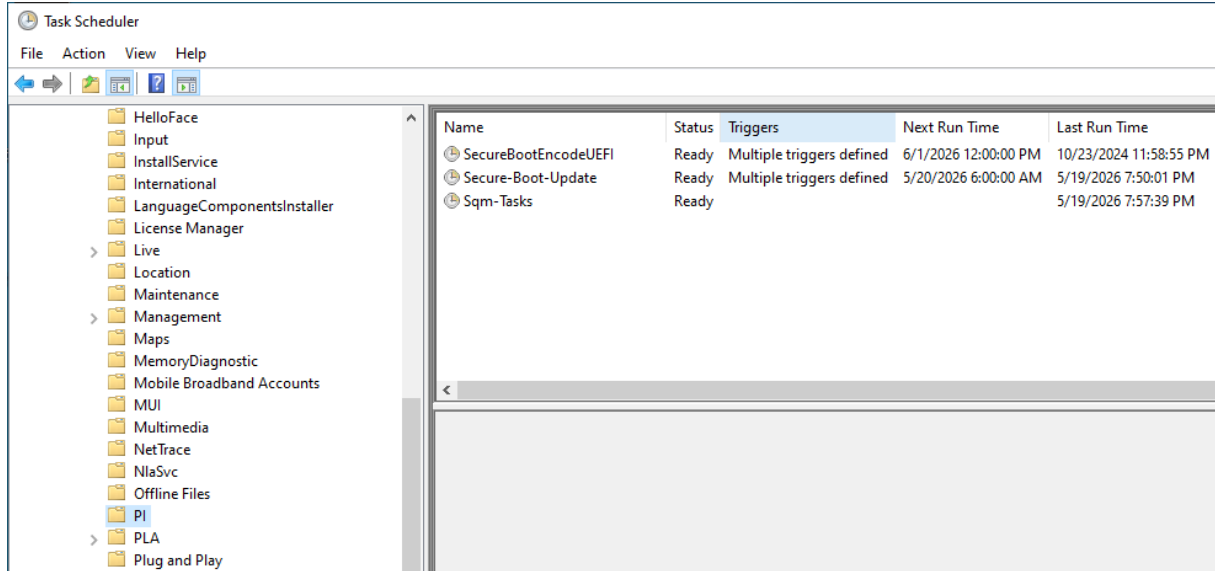 Task Scheduler
File Action View Help
HelloFace
Input
InstallService
International
LanguageComponentsInstaller
License Manager
Live
Location
Maintenance
Management
Maps
MemoryDiagnostic
Mobile Broadband Accounts
MUI
Multimedia
NetTrace
NlaSvc
Offline Files
PI
PLA
Plug and Play
Name Status Triggers Next Run Time Last Run Time
SecureBootEncodeUEFI Ready Multiple triggers defined 6/1/2026 12:00:00 PM 10/23/2024 11:58:55 PM
Secure-Boot-Update Ready Multiple triggers defined 5/20/2026 6:00:00 AM 5/19/2026 7:50:01 PM
Sqm-Tasks Ready 5/19/2026 7:57:39 PM